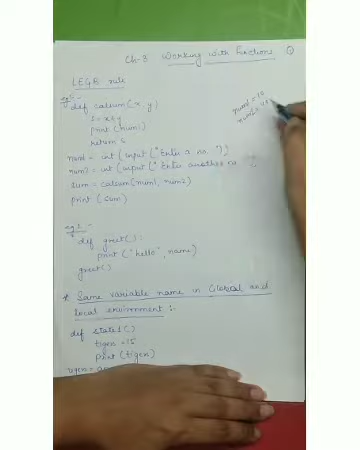 Ch-3 Working with Functions
LEGB rule
eg 1:-
def calsum(x, y)
s = x+y
print (num1)
return s
num1 = int (input ("Enter a no. "))
num2 = int (input ("Enter another no
sum = calsum(num1, num2)
print (sum)
num1 = 10
num2 =
eg 2:-
def greet():
print ("hello", name)
greet()
* Same variable name in Global and
local environment :-
def state1()
tigers = 15
print (tigers)